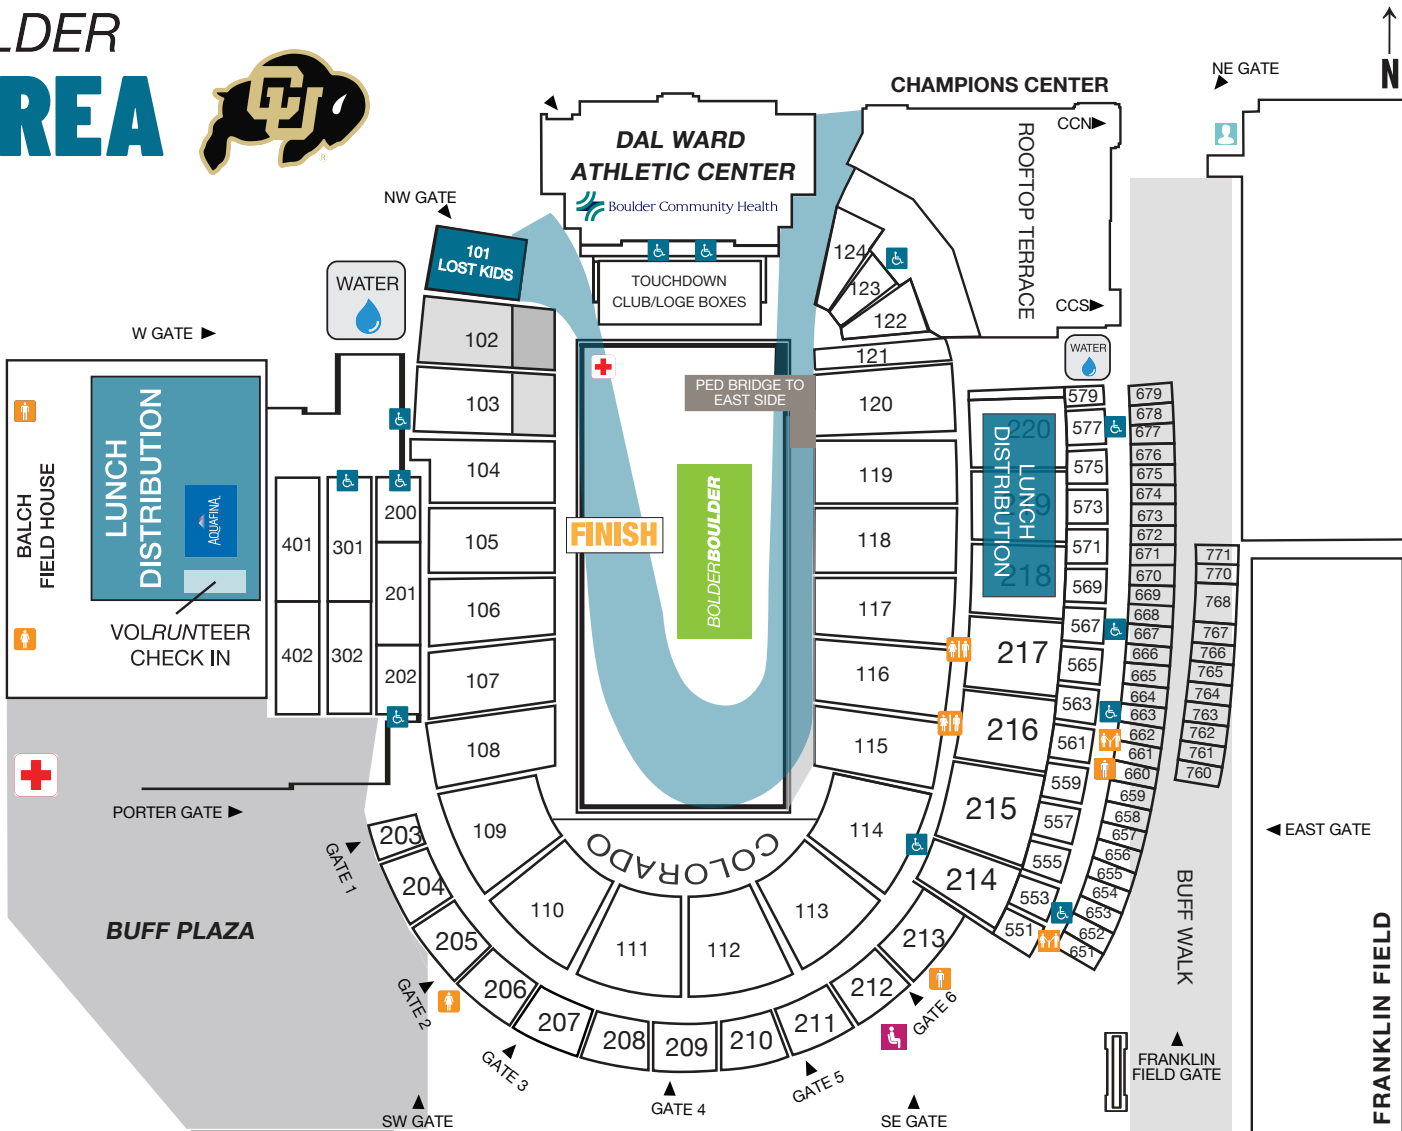 LDER
REA
CU
N
NE GATE
CHAMPIONS CENTER
CCN
ROOFTOP TERRACE
CCS
DAL WARD
ATHLETIC CENTER
Boulder Community Health
TOUCHDOWN
CLUB/LOGE BOXES
NW GATE
101
LOST KIDS
WATER
W GATE
LUNCH
DISTRIBUTION
AQUAFINA
BALCH
FIELD HOUSE
VOLRUNTEER
CHECK IN
401
402
301
302
200
201
202
102
103
104
105
106
107
108
109
110
111
112
113
114
115
116
117
118
119
120
121
122
123
124
PED BRIDGE TO
EAST SIDE
FINISH
BOLDERBOULDER
COLORADO
WATER
LUNCH
DISTRIBUTION
220
219
218
217
216
215
214
213
212
211
210
209
208
207
206
205
204
203
579
577
575
573
571
569
567
565
563
561
559
557
555
553
551
679
678
677
676
675
674
673
672
671
670
669
668
667
666
665
664
663
662
661
660
659
658
657
656
655
654
653
652
651
771
770
768
767
766
765
764
763
762
761
760
PORTER GATE
BUFF PLAZA
GATE 1
GATE 2
GATE 3
GATE 4
GATE 5
GATE 6
SW GATE
SE GATE
EAST GATE
BUFF WALK
FRANKLIN
FIELD GATE
FRANKLIN FIELD